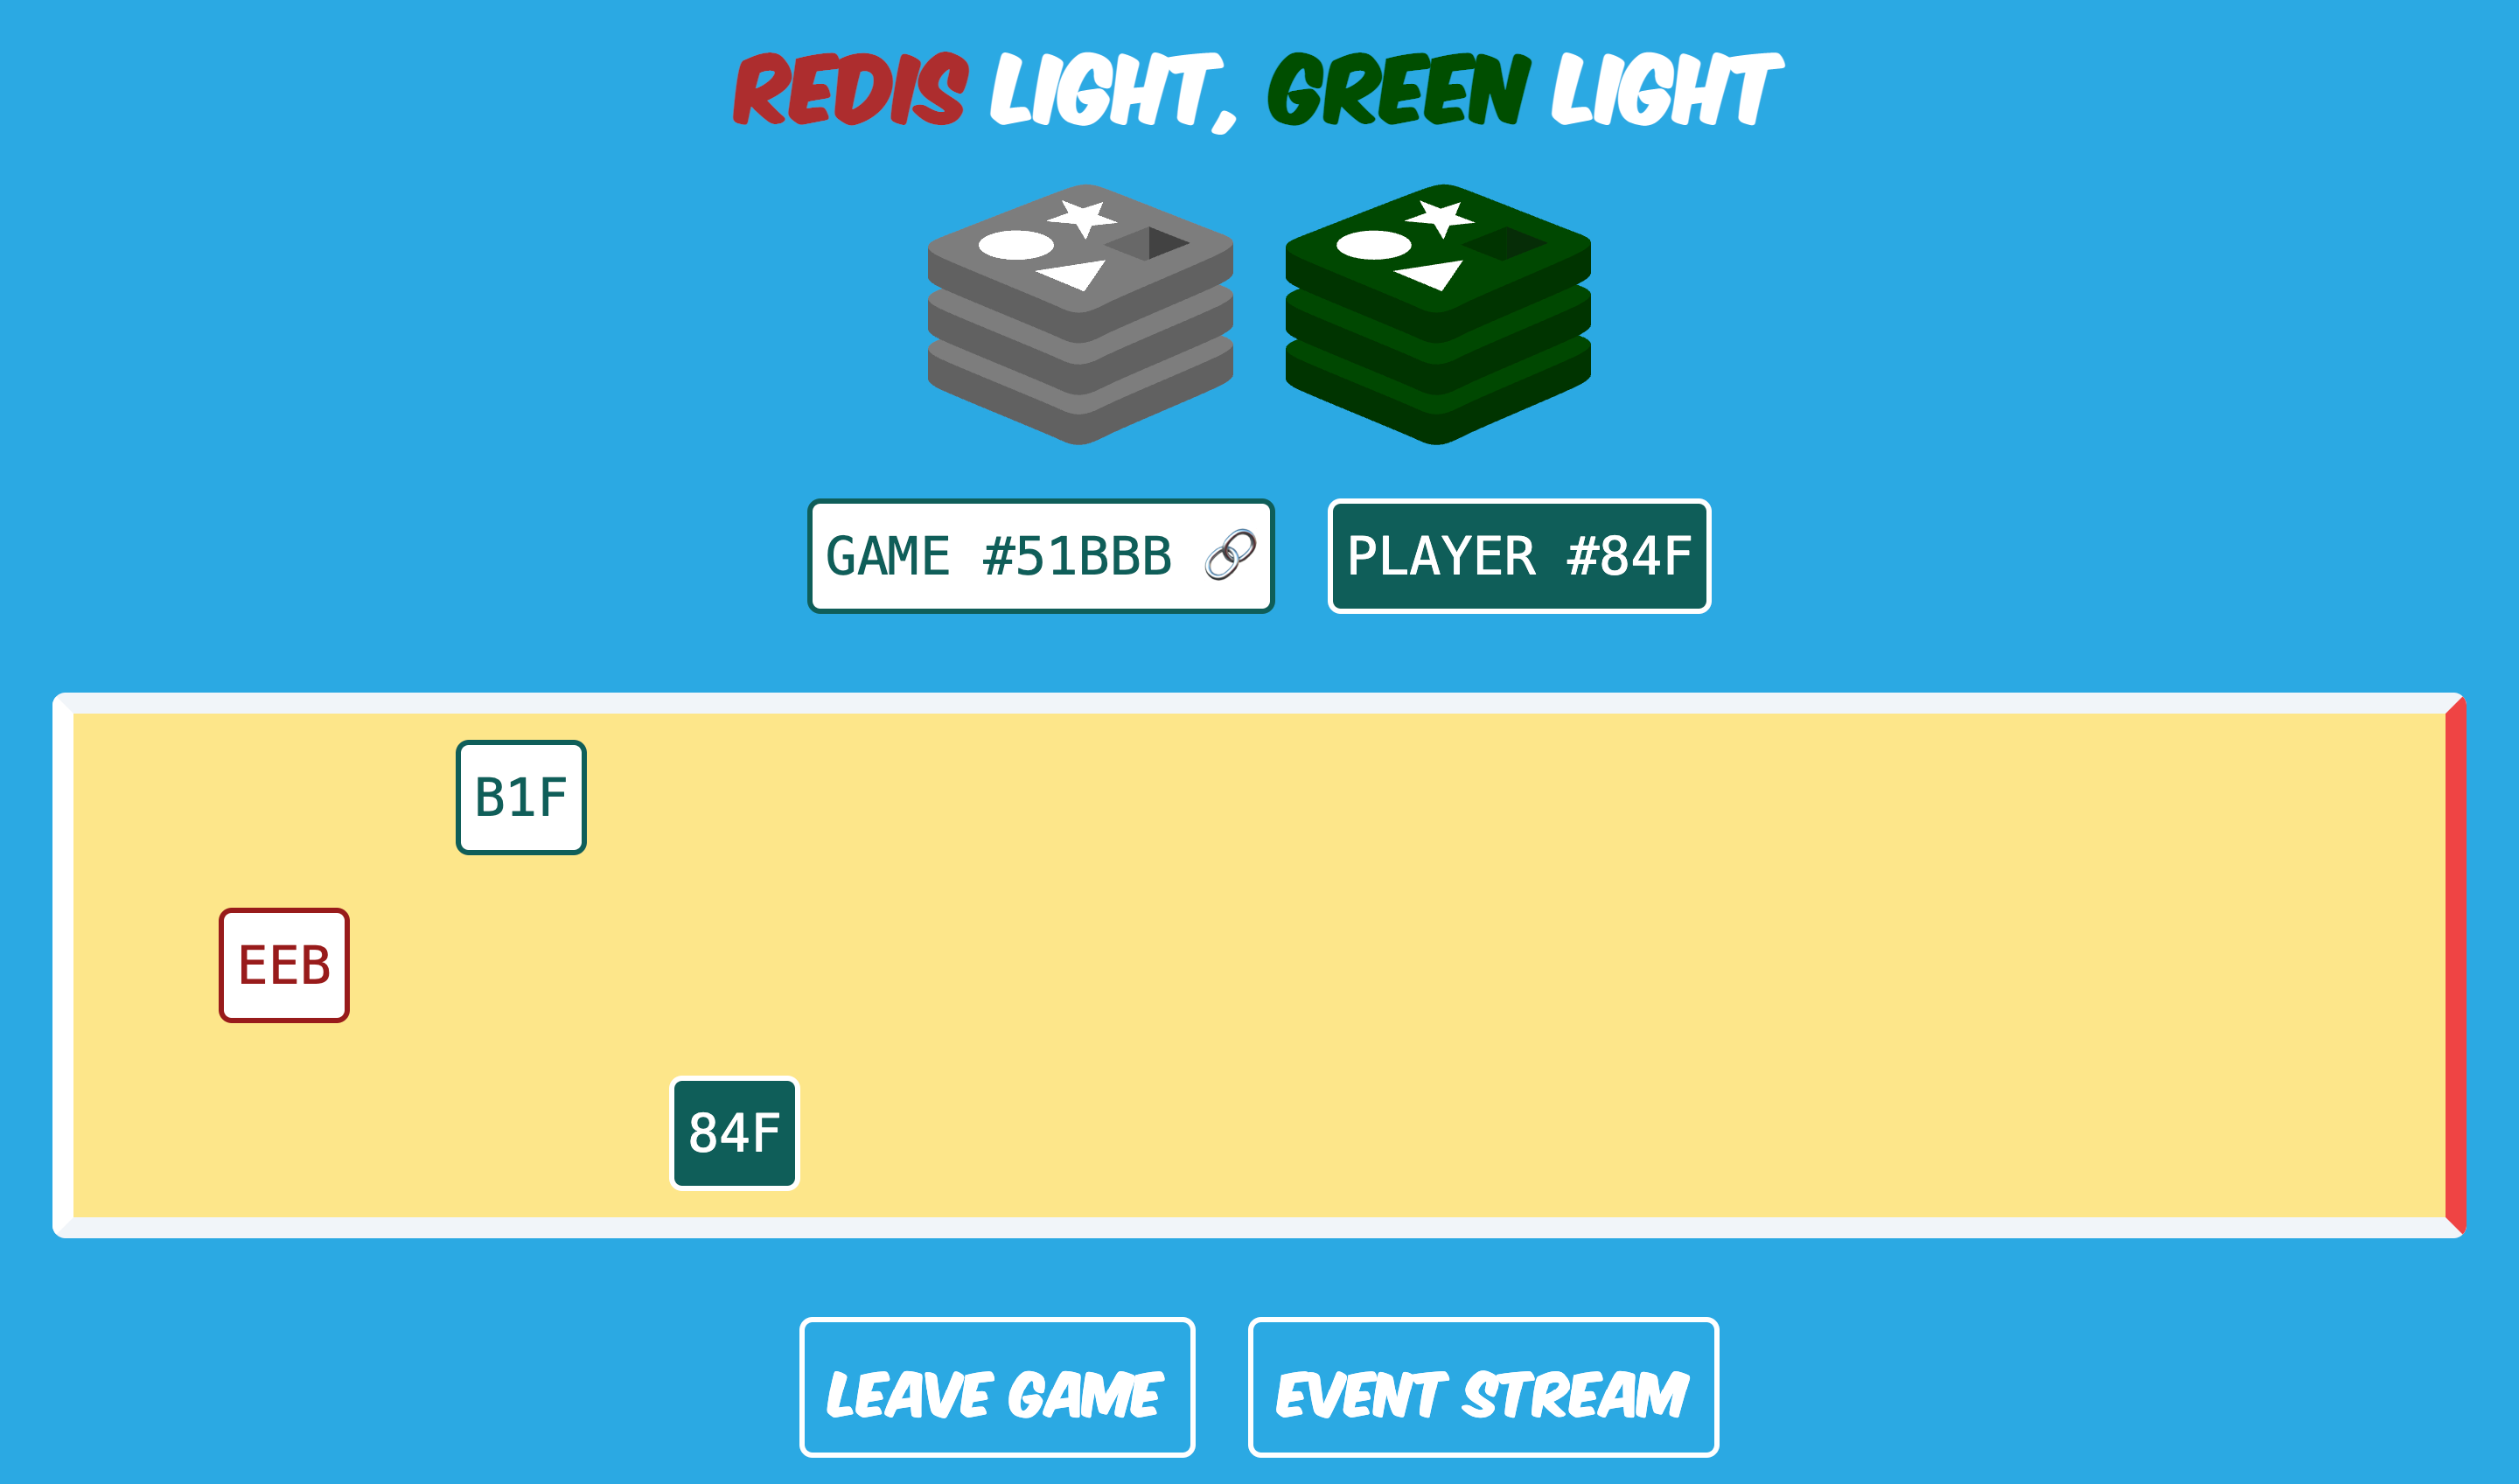 REDIS LIGHT, GREEN LIGHT
GAME #51BBB 🔗
PLAYER #84F
B1F
EEB
84F
LEAVE GAME
EVENT STREAM